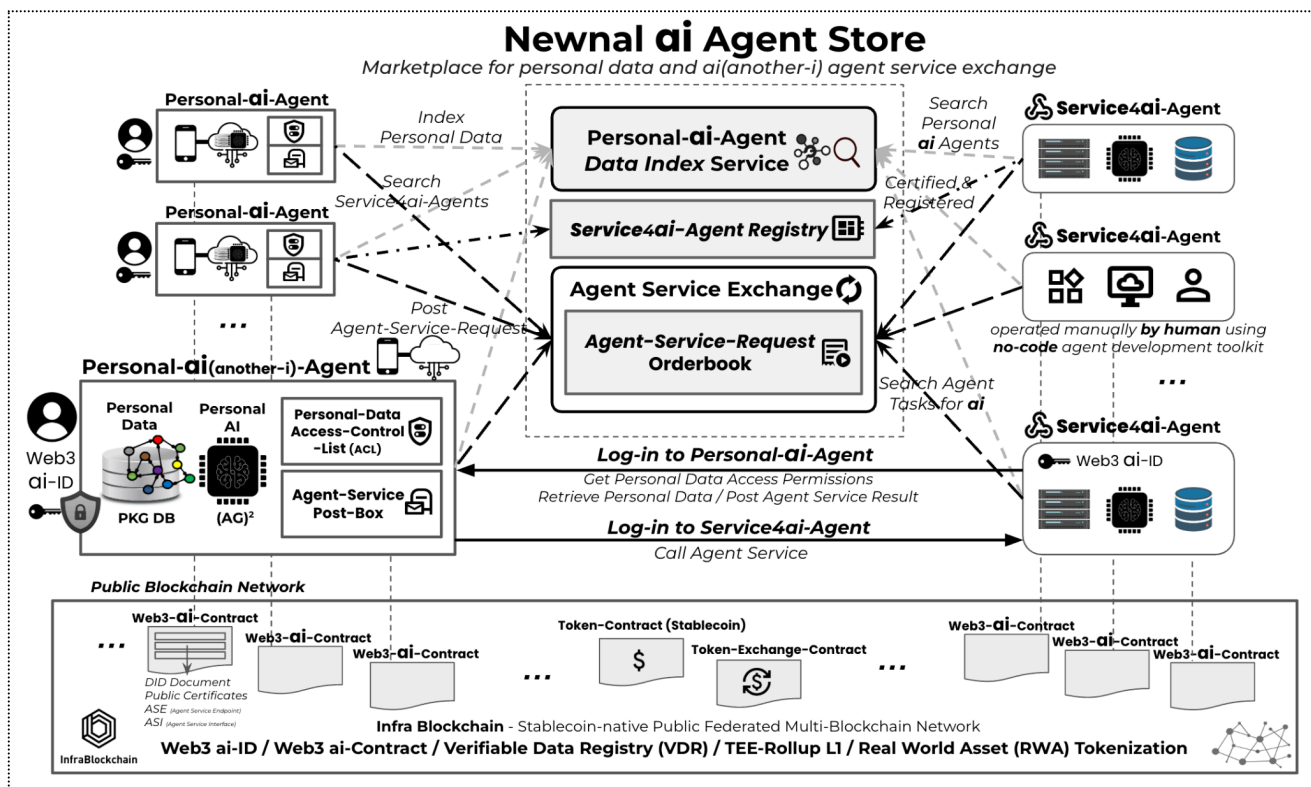 Newnal ai Agent Store
Marketplace for personal data and ai(another-i) agent service exchange
Personal-ai-Agent
Index
Personal Data
Search
Service4ai-Agents
Personal-ai-Agent
...
Post
Agent-Service-Request
Personal-ai-Agent
Data Index Service
Service4ai-Agent Registry
Agent Service Exchange
Agent-Service-Request
Orderbook
Search
Personal
ai Agents
Certified &
Registered
Search Agent
Tasks for ai
Service4ai-Agent
Service4ai-Agent
operated manually by human using
no-code agent development toolkit
...
Service4ai-Agent
Web3 ai-ID
Personal-ai(another-i)-Agent
Web3
ai-ID
Personal
Data
PKG DB
Personal
AI
(AG)²
Personal-Data
Access-Control
-List (ACL)
Agent-Service
Post-Box
Log-in to Personal-ai-Agent
Get Personal Data Access Permissions
Retrieve Personal Data / Post Agent Service Result
Log-in to Service4ai-Agent
Call Agent Service
Public Blockchain Network
...
Web3-ai-Contract
DID Document
Public Certificates
ASE (Agent Service Endpoint)
ASI (Agent Service Interface)
Web3-ai-Contract
Web3-ai-Contract
...
Token-Contract (Stablecoin)
$
Token-Exchange-Contract
$
...
Web3-ai-Contract
Web3-ai-Contract
Web3-ai-Contract
InfraBlockchain
Infra Blockchain - Stablecoin-native Public Federated Multi-Blockchain Network
Web3 ai-ID / Web3 ai-Contract / Verifiable Data Registry (VDR) / TEE-Rollup L1 / Real World Asset (RWA) Tokenization